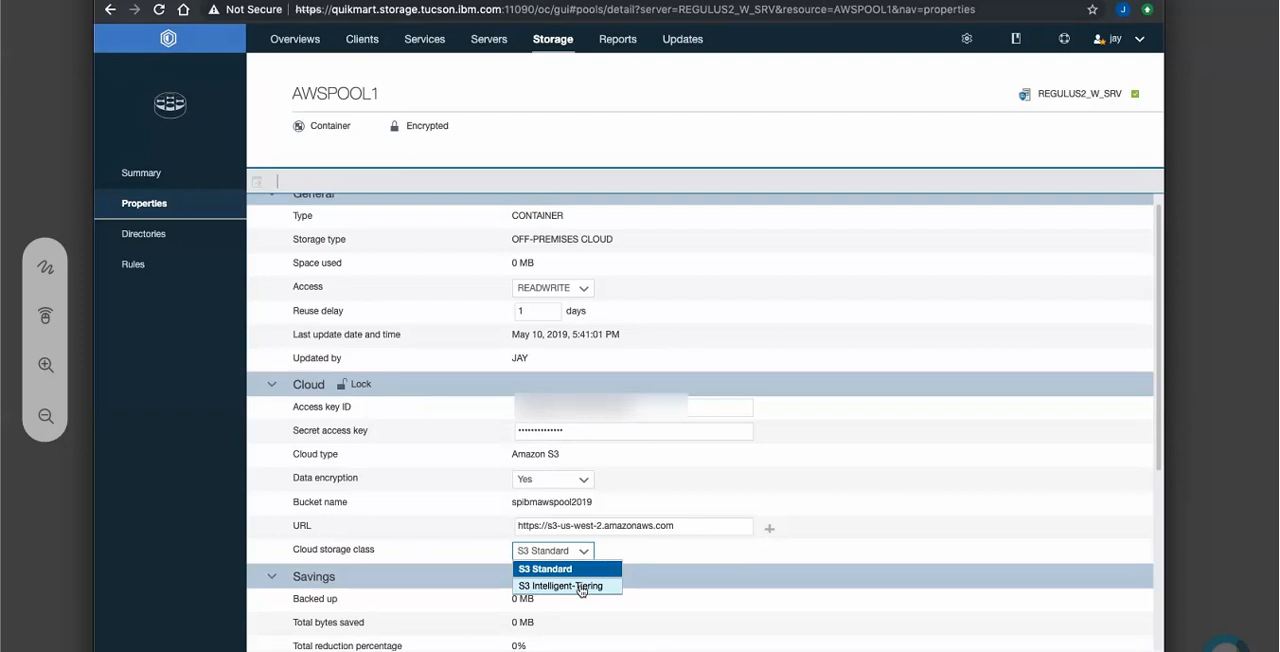 Not Secure | https://quikmart.storage.tucson.ibm.com:11090/oc/gui#pools/detail?server=REGULUS2_W_SRV&resource=AWSPOOL1&nav=properties
J
Overviews Clients Services Servers Storage Reports Updates jay
AWSPOOL1
REGULUS2_W_SRV
Container Encrypted
Summary
Properties
Directories
Rules
General
Type CONTAINER
Storage type OFF-PREMISES CLOUD
Space used 0 MB
Access READWRITE
Reuse delay 1 days
Last update date and time May 10, 2019, 5:41:01 PM
Updated by JAY
Cloud Lock
Access key ID
Secret access key ••••••••••••••
Cloud type Amazon S3
Data encryption Yes
Bucket name spibmawspool2019
URL https://s3-us-west-2.amazonaws.com
Cloud storage class S3 Standard
S3 Standard
S3 Intelligent-Tiering
Savings
Backed up 0 MB
Total bytes saved 0 MB
Total reduction percentage 0%